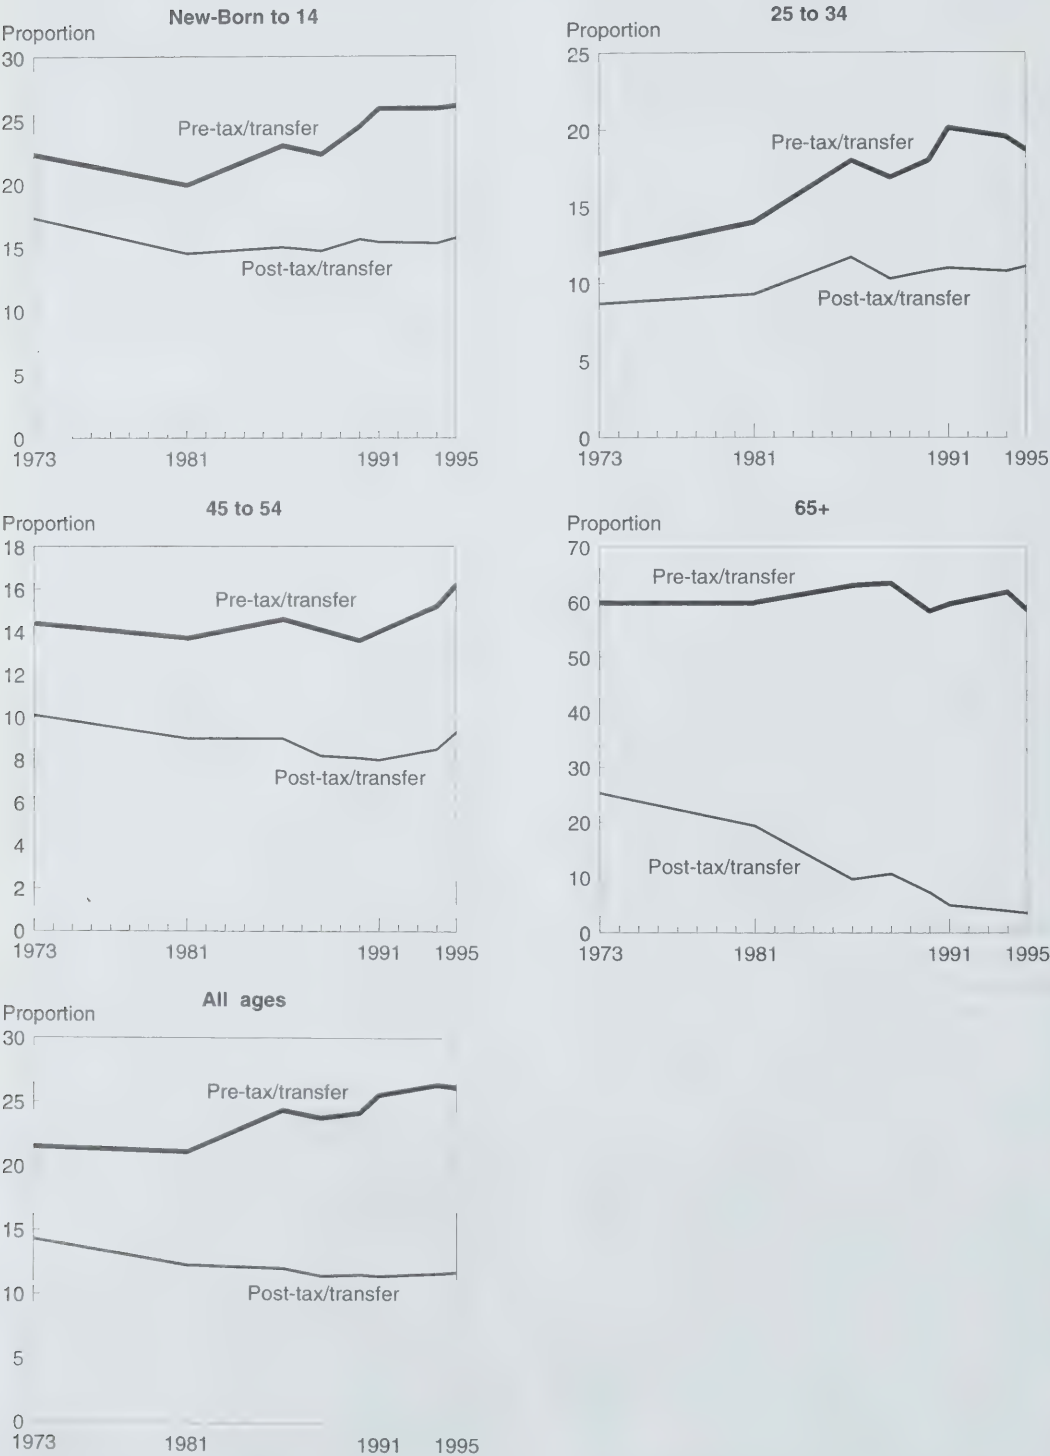 New-Born to 14
Proportion
30
25
20
15
10
5
0
Pre-tax/transfer
Post-tax/transfer
1973 1981 1991 1995
25 to 34
Proportion
25
20
15
10
5
0
Pre-tax/transfer
Post-tax/transfer
1973 1981 1991 1995
45 to 54
Proportion
18
16
14
12
10
8
6
4
2
0
Pre-tax/transfer
Post-tax/transfer
1973 1981 1991 1995
65+
Proportion
70
60
50
40
30
20
10
0
Pre-tax/transfer
Post-tax/transfer
1973 1981 1991 1995
All ages
Proportion
30
25
20
15
10
5
0
Pre-tax/transfer
Post-tax/transfer
1973 1981 1991 1995